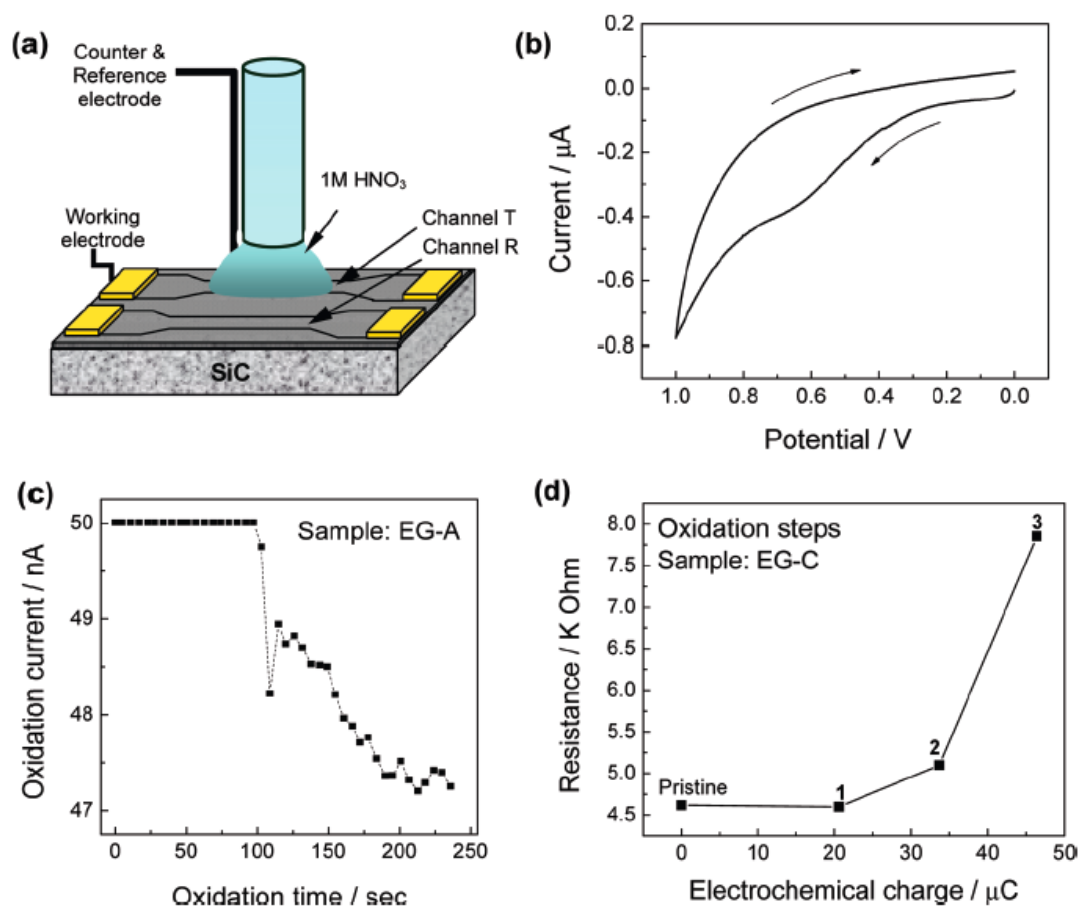 (a)
Counter &
Reference
electrode
1M HNO₃
Working
electrode
Channel T
Channel R
SiC
(b)
0.2
0.0
-0.2
-0.4
-0.6
-0.8
Current / μA
1.0 0.8 0.6 0.4 0.2 0.0
Potential / V
(c)
Sample: EG-A
50
49
48
47
Oxidation current / nA
0 50 100 150 200 250
Oxidation time / sec
(d)
Oxidation steps
Sample: EG-C
8.0
7.5
7.0
6.5
6.0
5.5
5.0
4.5
Resistance / K Ohm
Pristine
1
2
3
0 10 20 30 40 50
Electrochemical charge / μC